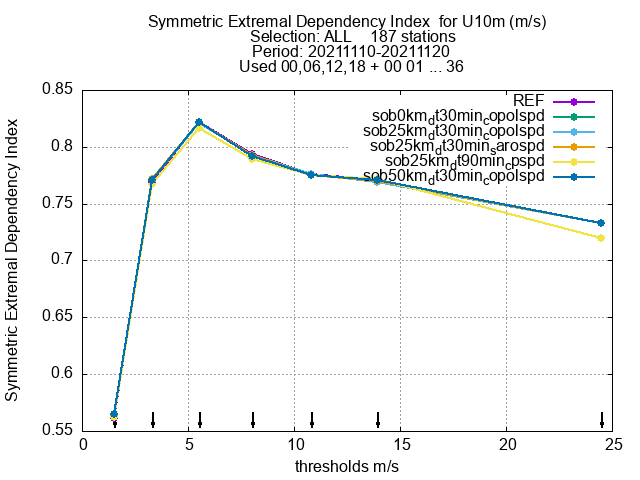 Symmetric Extremal Dependency Index  for U10m (m/s)
Selection: ALL    187 stations
Period: 20211110-20211120
Used 00,06,12,18 + 00 01 ... 36
REF
sob0km_dt30min_copolspd
sob25km_dt30min_copolspd
sob25km_dt30min_sarospd
sob25km_dt90min_cpspd
sob50km_dt30min_copolspd
Symmetric Extremal Dependency Index
0.85
0.8
0.75
0.7
0.65
0.6
0.55
0 5 10 15 20 25
thresholds m/s